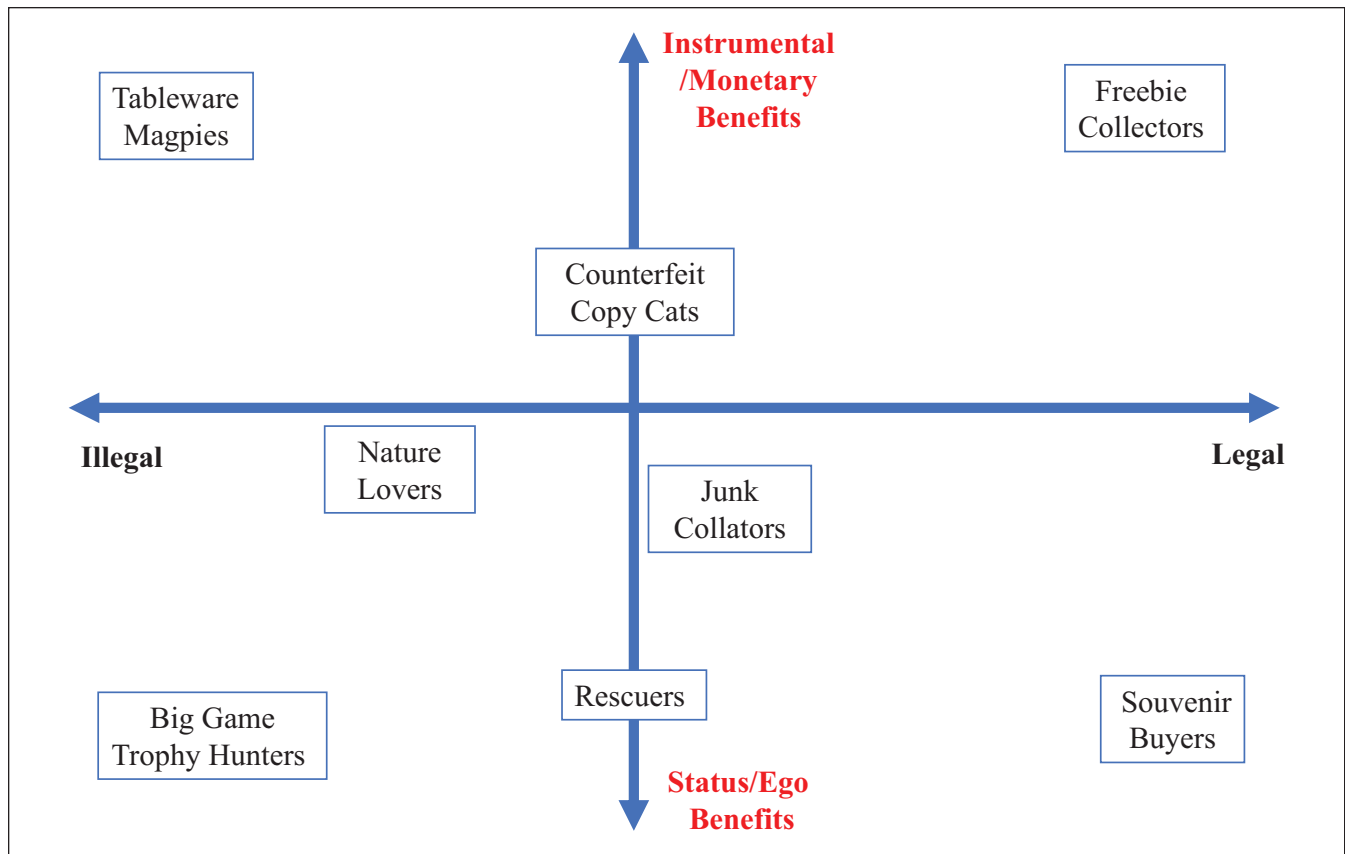 Instrumental
/Monetary
Benefits
Tableware
Magpies
Freebie
Collectors
Counterfeit
Copy Cats
Illegal
Legal
Nature
Lovers
Junk
Collators
Rescuers
Big Game
Trophy Hunters
Souvenir
Buyers
Status/Ego
Benefits